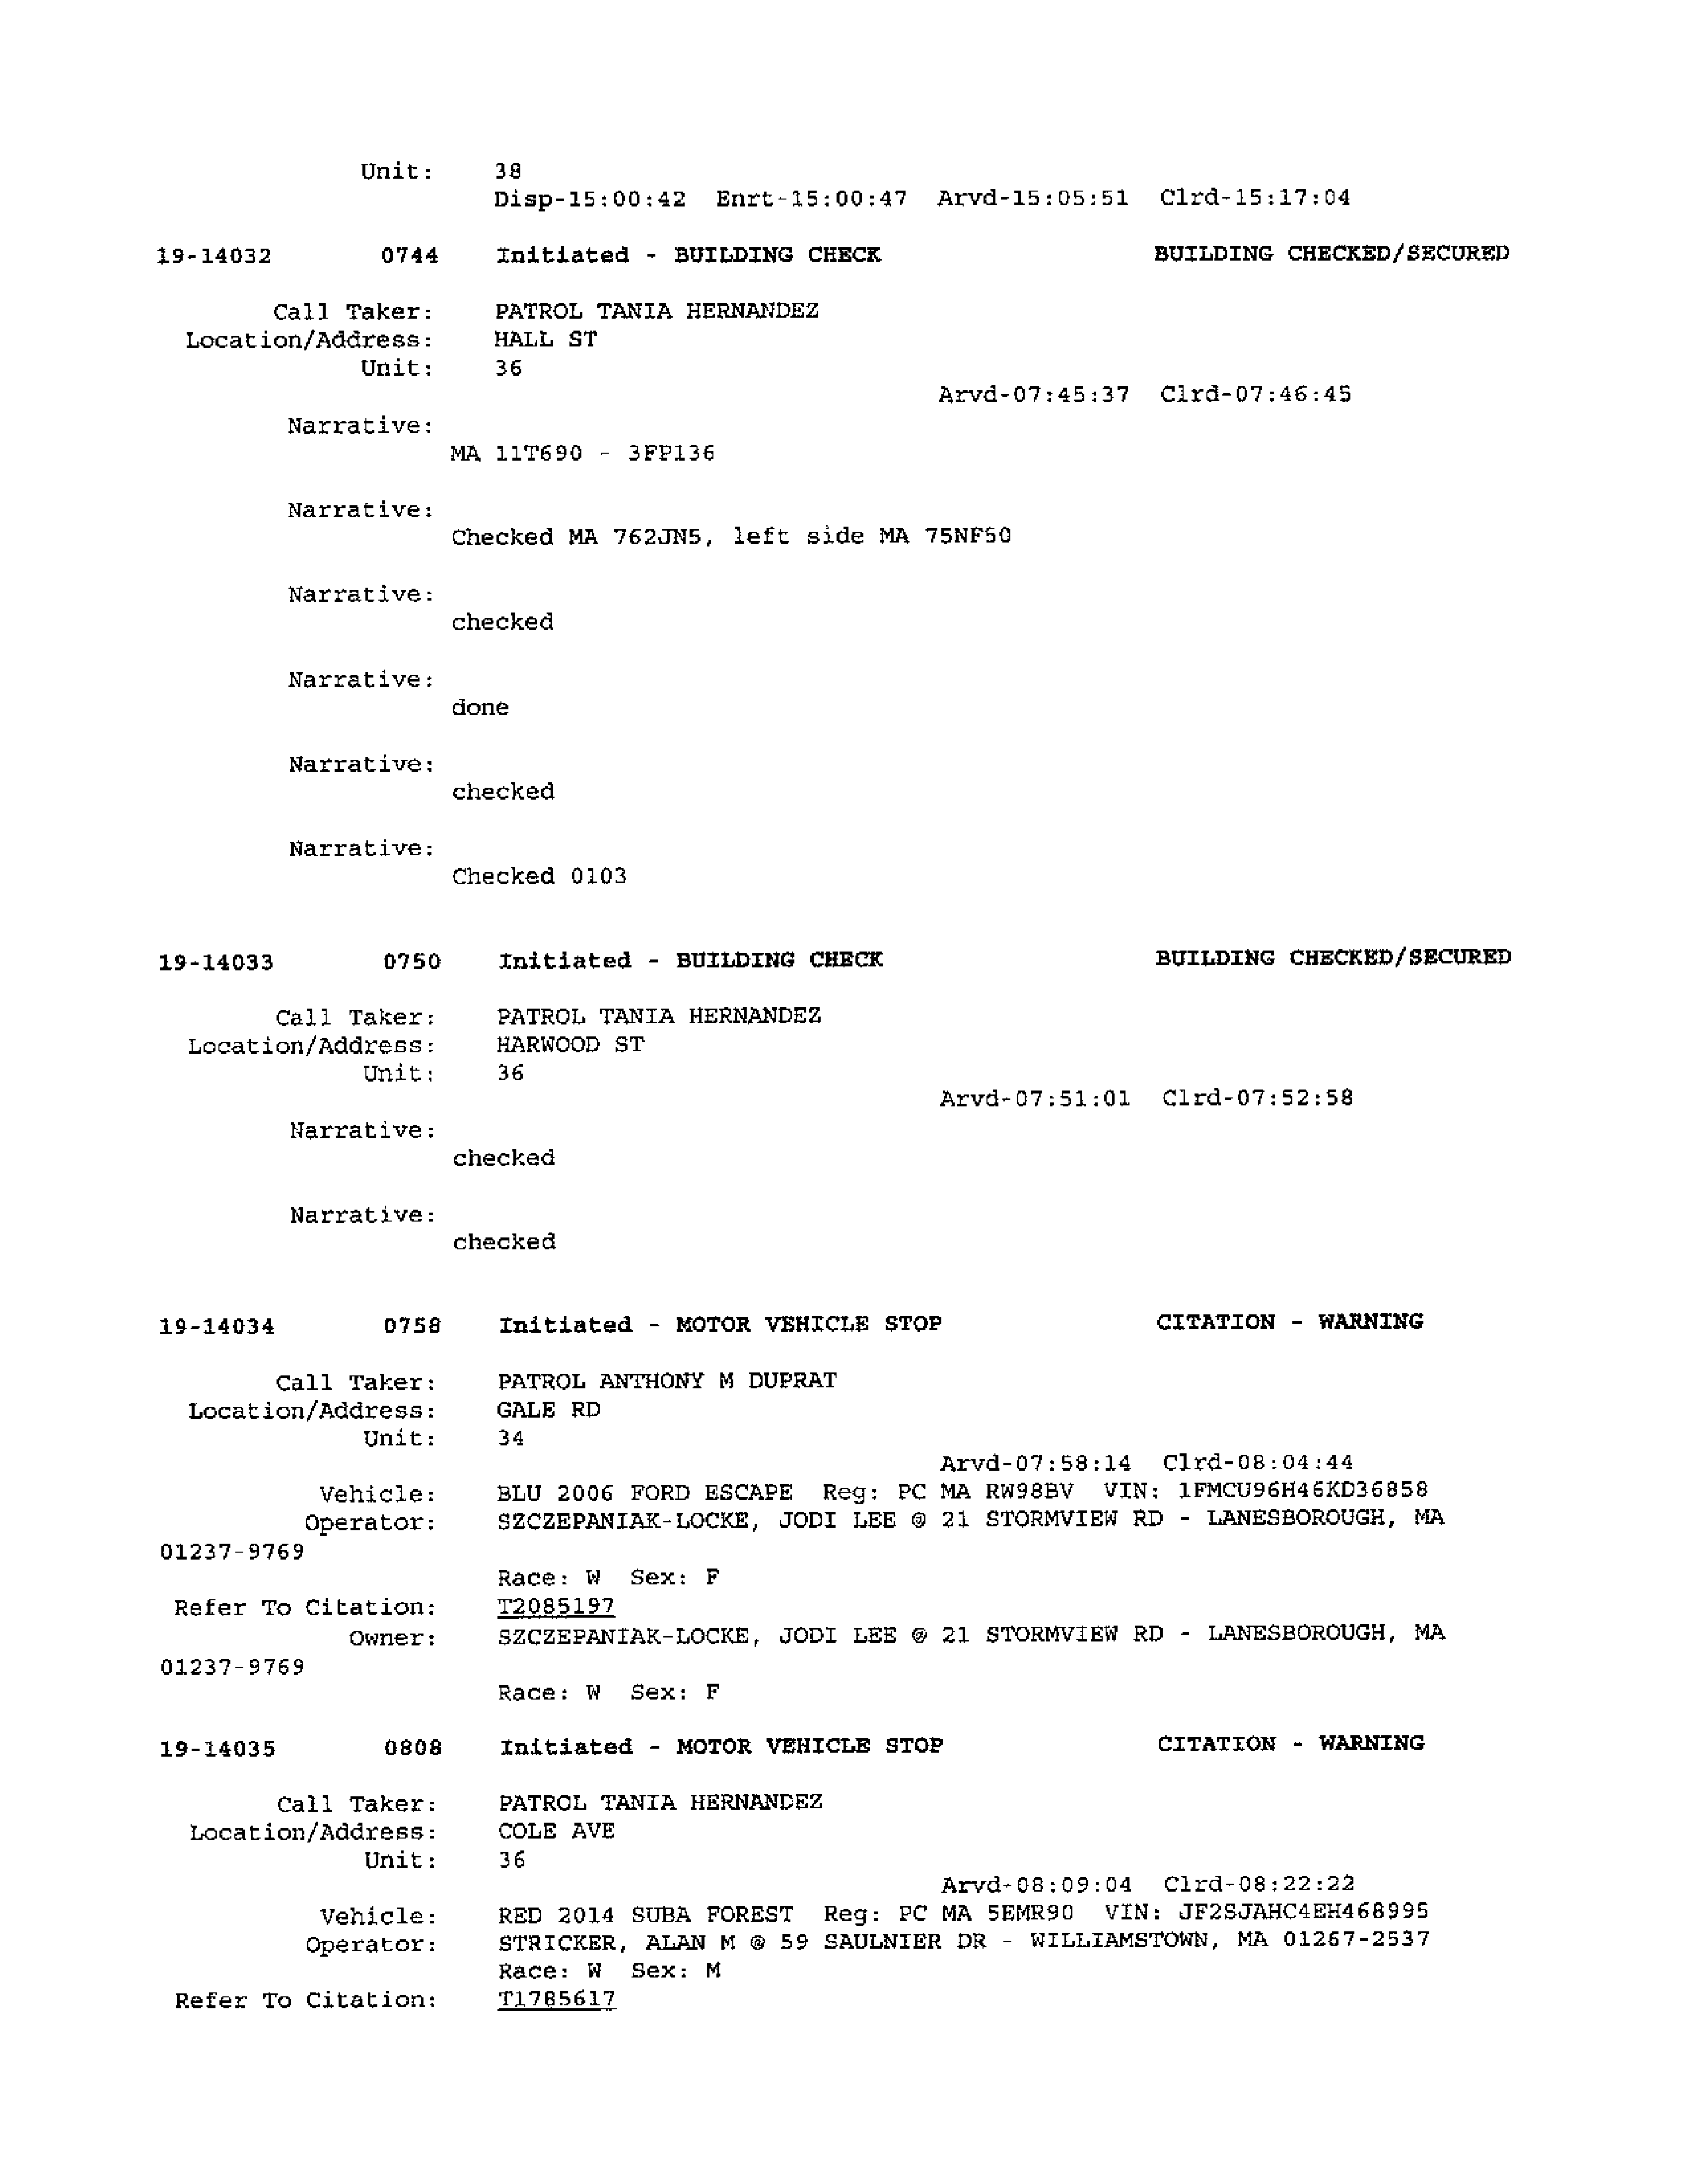 Unit: 38
Disp-15:00:42 Enrt-15:00:47 Arvd-15:05:51 Clrd-15:17:04
19-14032 0744 Initiated - BUILDING CHECK BUILDING CHECKED/SECURED
Call Taker: PATROL TANIA HERNANDEZ
Location/Address: HALL ST
Unit: 36
Arvd-07:45:37 Clrd-07:46:45
Narrative:
MA 11T690 - 3FP136
Narrative:
Checked MA 762JN5, left side MA 75NF50
Narrative:
checked
Narrative:
done
Narrative:
checked
Narrative:
Checked 0103
19-14033 0750 Initiated - BUILDING CHECK BUILDING CHECKED/SECURED
Call Taker: PATROL TANIA HERNANDEZ
Location/Address: HARWOOD ST
Unit: 36
Arvd-07:51:01 Clrd-07:52:58
Narrative:
checked
Narrative:
checked
19-14034 0758 Initiated - MOTOR VEHICLE STOP CITATION - WARNING
Call Taker: PATROL ANTHONY M DUPRAT
Location/Address: GALE RD
Unit: 34
Arvd-07:58:14 Clrd-08:04:44
Vehicle: BLU 2006 FORD ESCAPE Reg: PC MA RW98BV VIN: 1FMCU96H46KD36858
Operator: SZCZEPANIAK-LOCKE, JODI LEE @ 21 STORMVIEW RD - LANESBOROUGH, MA
01237-9769
Race: W Sex: F
Refer To Citation: T2085197
Owner: SZCZEPANIAK-LOCKE, JODI LEE @ 21 STORMVIEW RD - LANESBOROUGH, MA
01237-9769
Race: W Sex: F
19-14035 0808 Initiated - MOTOR VEHICLE STOP CITATION - WARNING
Call Taker: PATROL TANIA HERNANDEZ
Location/Address: COLE AVE
Unit: 36
Arvd-08:09:04 Clrd-08:22:22
Vehicle: RED 2014 SUBA FOREST Reg: PC MA 5EMR90 VIN: JF2SJAHC4EH468995
Operator: STRICKER, ALAN M @ 59 SAULNIER DR - WILLIAMSTOWN, MA 01267-2537
Race: W Sex: M
Refer To Citation: T1785617